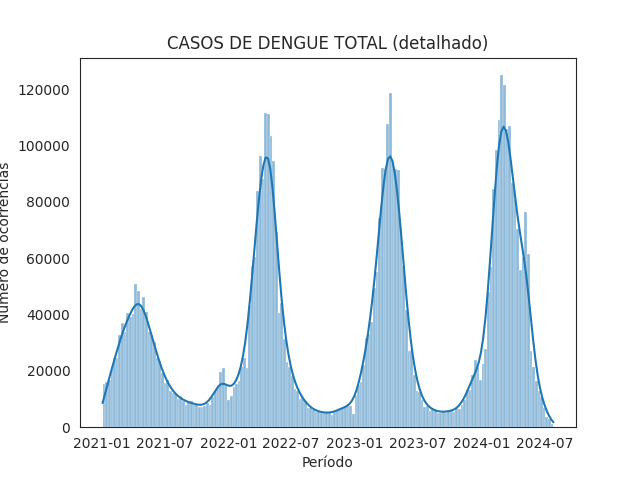 CASOS DE DENGUE TOTAL (detalhado)
Número de ocorrências
120000
100000
80000
60000
40000
20000
0
2021-01 2021-07 2022-01 2022-07 2023-01 2023-07 2024-01 2024-07
Período